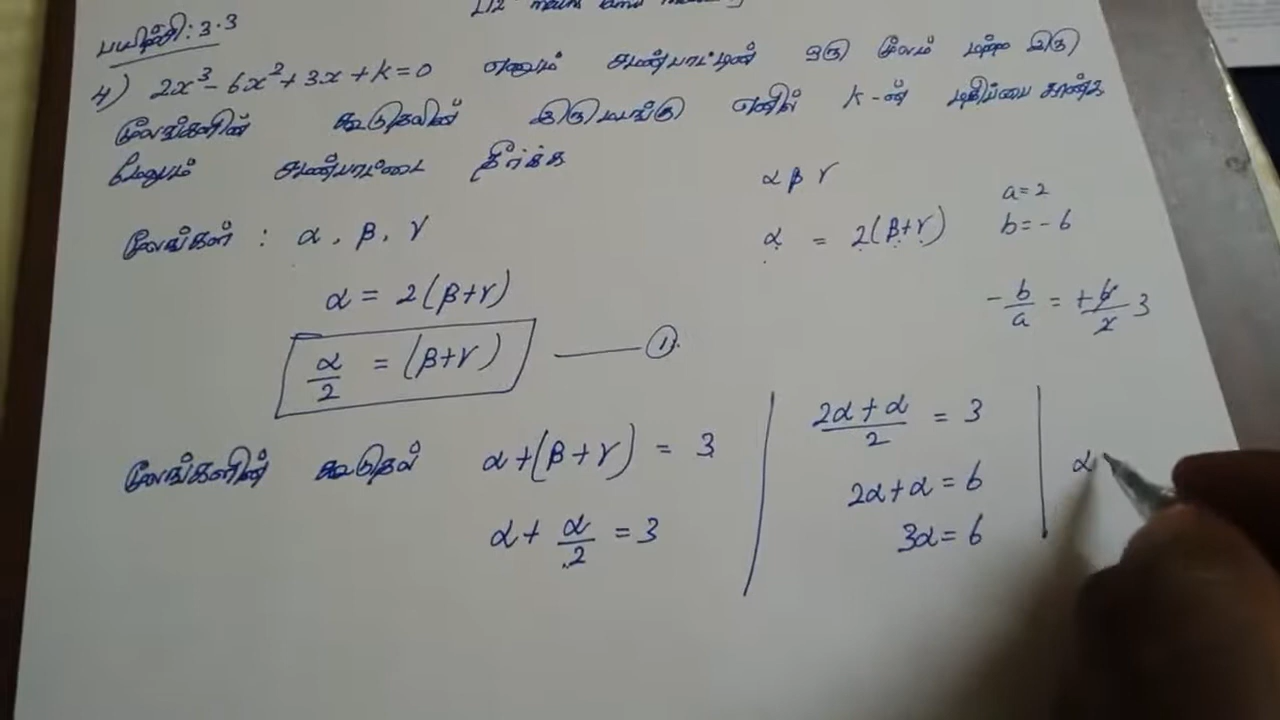 பயிற்சி: 3.3
4) 2x³ - 6x² + 3x + k = 0 எனும் சமன்பாட்டின் ஒரு மூலம் மற்ற இரு
மூலங்களின் கூடுதலின் இருமடங்கு எனில் k-ன் மதிப்பை காண்க
மேலும் சமன்பாட்டை தீர்க்க
α β γ
a = 2
மூலங்கள் : α, β, γ
α = 2(β+γ)
b = -6
α = 2(β+γ)
-b/a = +6/2 3
α/2 = (β+γ) —— ①
மூலங்களின் கூடுதல் α+(β+γ) = 3
α + α/2 = 3
(2α + α)/2 = 3
2α + α = 6
3α = 6
α